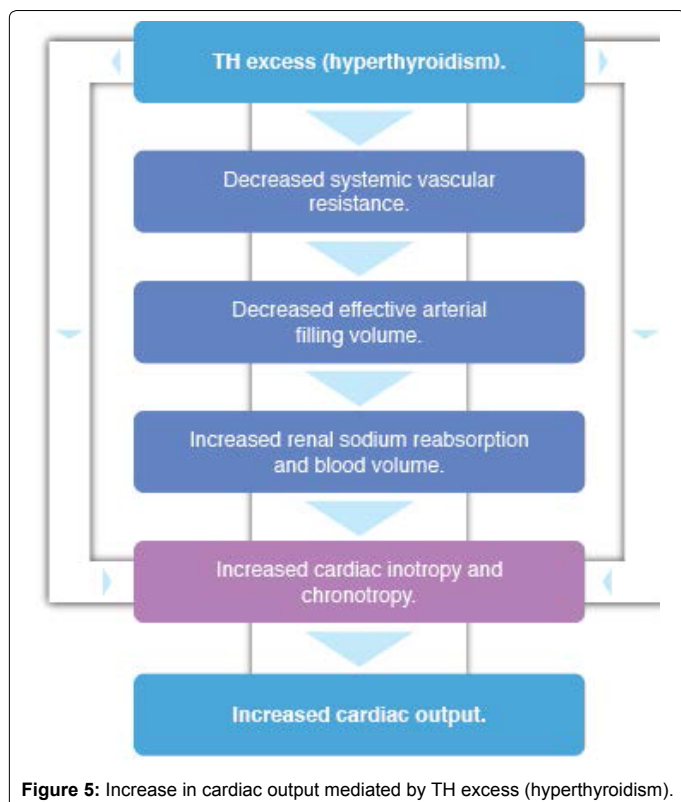 TH excess (hyperthyroidism).
Decreased systemic vascular
resistance.
Decreased effective arterial
filling volume.
Increased renal sodium reabsorption
and blood volume.
Increased cardiac inotropy and
chronotropy.
Increased cardiac output.
Figure 5: Increase in cardiac output mediated by TH excess (hyperthyroidism).